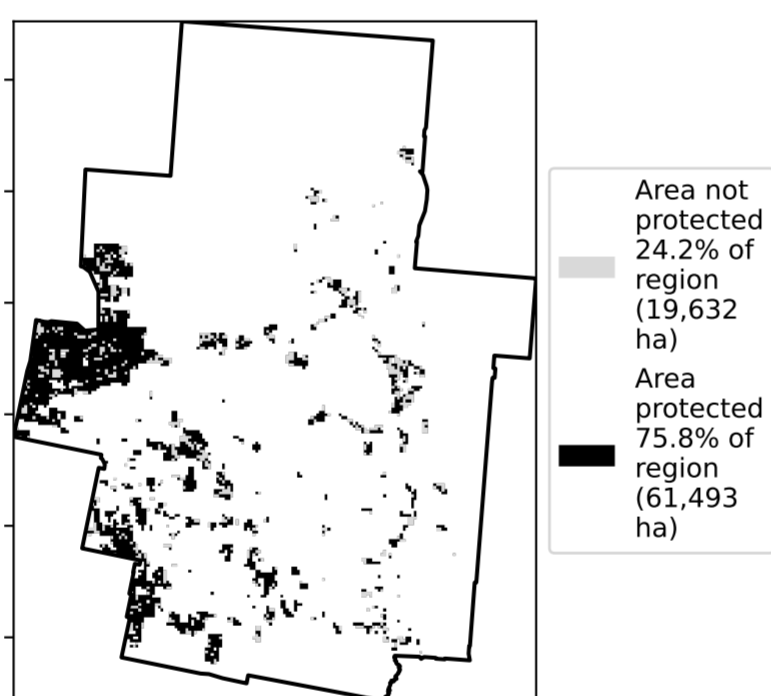 Area not
protected
24.2% of
region
(19,632
ha)
Area
protected
75.8% of
region
(61,493
ha)